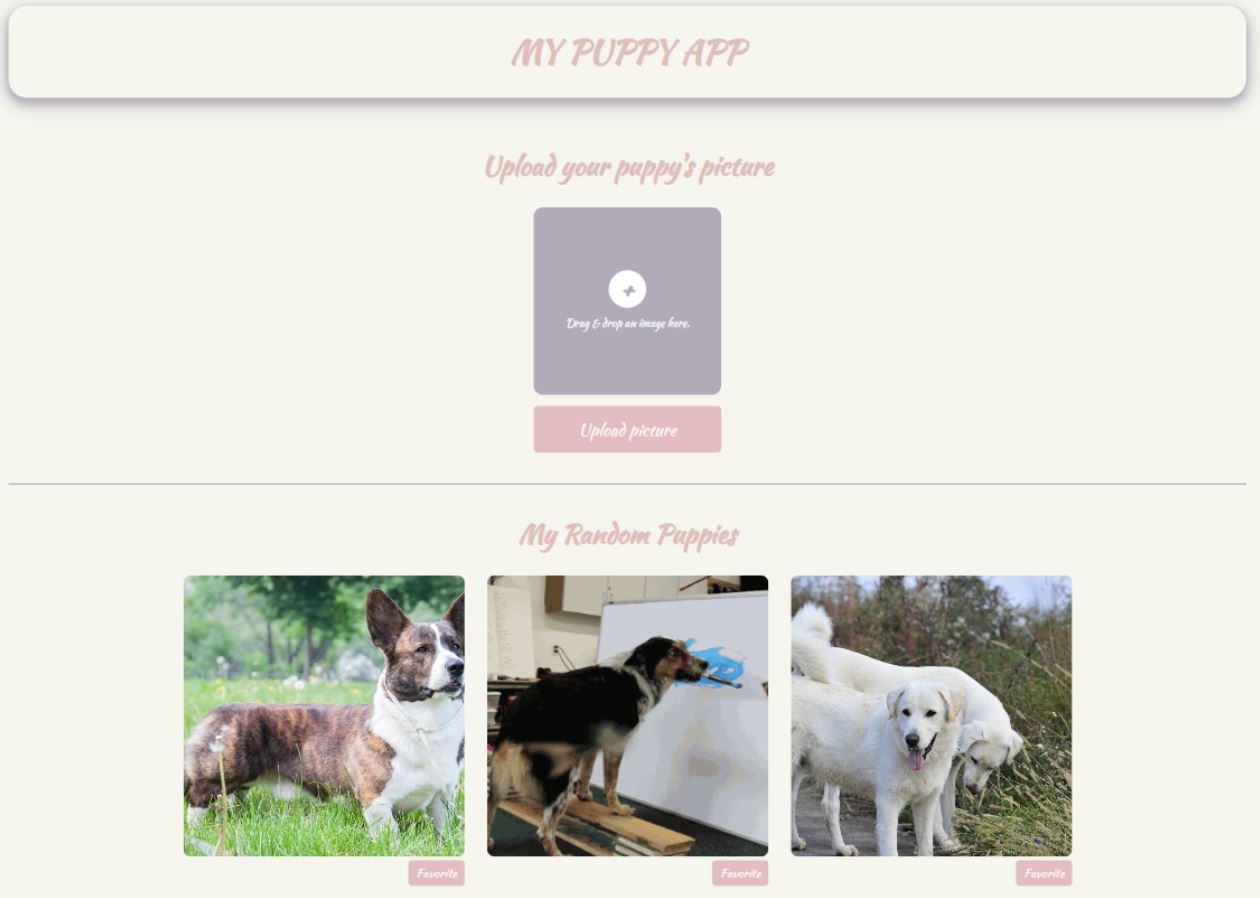 MY PUPPY APP
Upload your puppy's picture
+
Drag & drop an image here.
Upload picture
My Random Puppies
Favorite Favorite Favorite